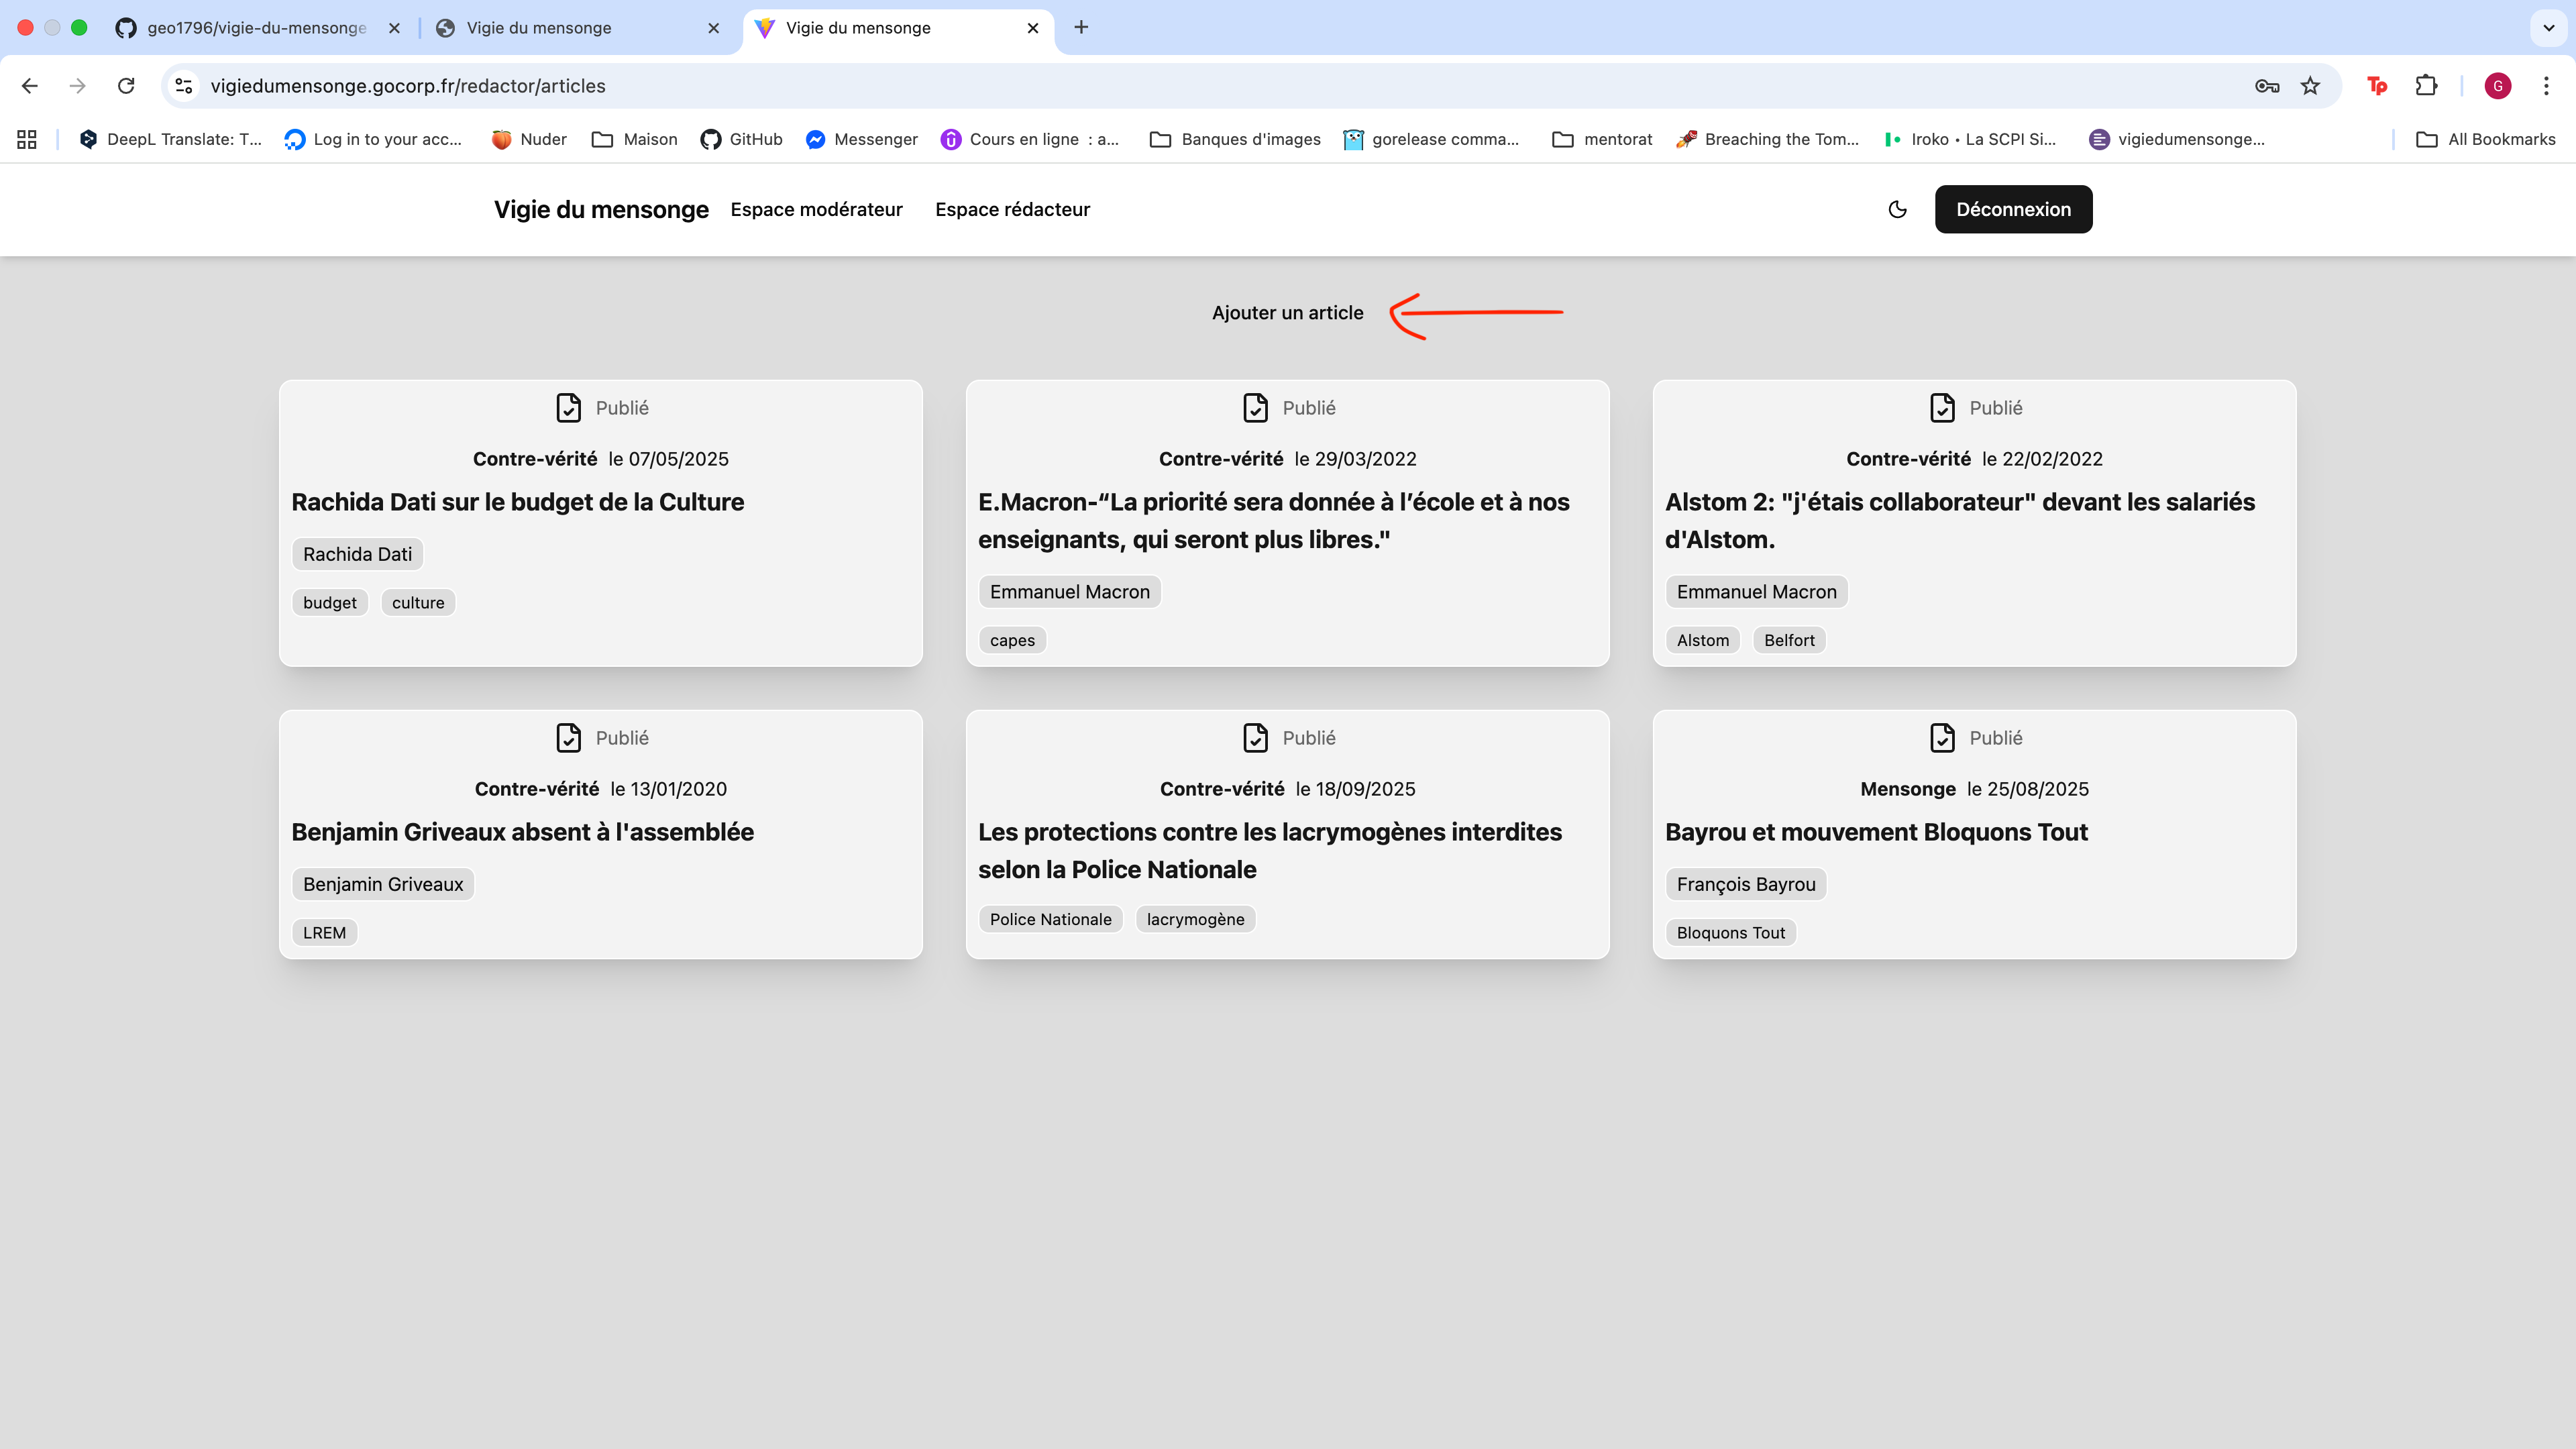 geo1796/vigie-du-mensonge
Vigie du mensonge
Vigie du mensonge
vigiedumensonge.gocorp.fr/redactor/articles
Tp
G
DeepL Translate: T...
Log in to your acc...
Nuder
Maison
GitHub
Messenger
Cours en ligne : a...
Banques d'images
gorelease comma...
mentorat
Breaching the Tom...
Iroko • La SCPI Si...
vigiedumensonge...
All Bookmarks
Vigie du mensonge
Espace modérateur
Espace rédacteur
Déconnexion
Ajouter un article
Publié
Contre-vérité le 07/05/2025
Rachida Dati sur le budget de la Culture
Rachida Dati
budget culture
Publié
Contre-vérité le 29/03/2022
E.Macron-“La priorité sera donnée à l’école et à nos
enseignants, qui seront plus libres."
Emmanuel Macron
capes
Publié
Contre-vérité le 22/02/2022
Alstom 2: "j'étais collaborateur" devant les salariés
d'Alstom.
Emmanuel Macron
Alstom Belfort
Publié
Contre-vérité le 13/01/2020
Benjamin Griveaux absent à l'assemblée
Benjamin Griveaux
LREM
Publié
Contre-vérité le 18/09/2025
Les protections contre les lacrymogènes interdites
selon la Police Nationale
Police Nationale lacrymogène
Publié
Mensonge le 25/08/2025
Bayrou et mouvement Bloquons Tout
François Bayrou
Bloquons Tout